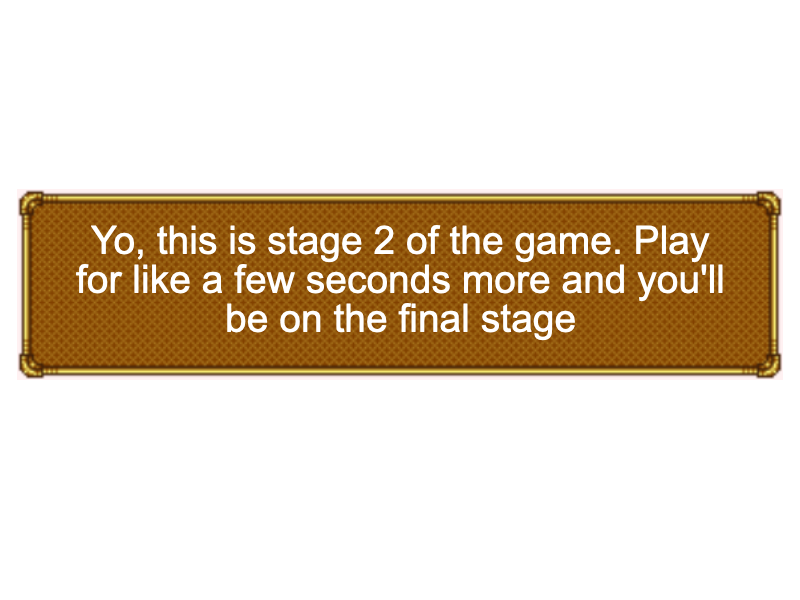 Yo, this is stage 2 of the game. Play
for like a few seconds more and you'll
be on the final stage